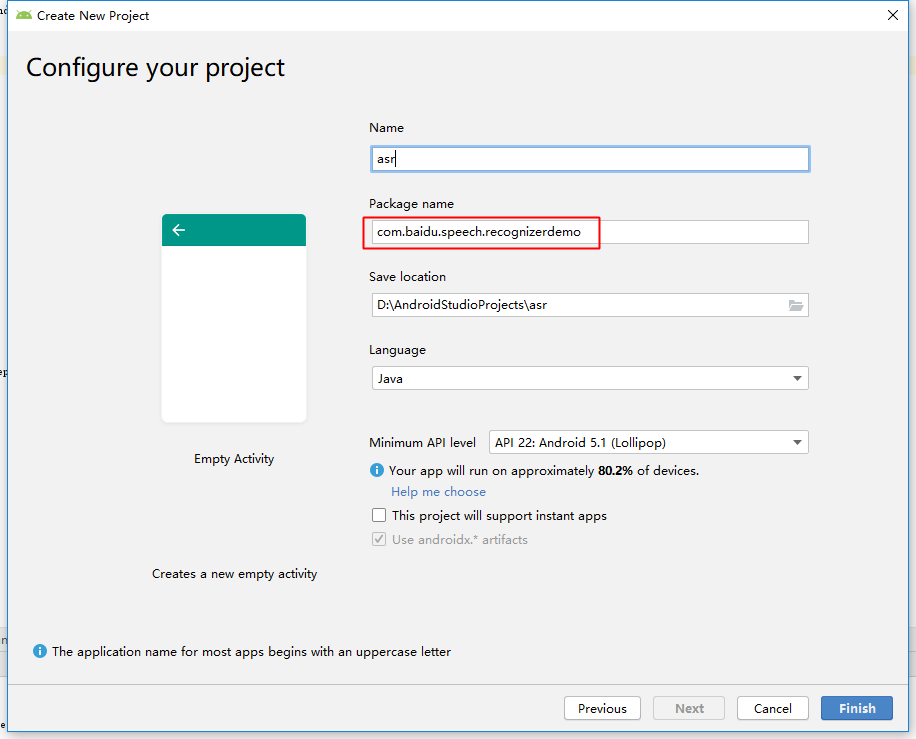 Create New Project
Configure your project
Name
asr
Package name
com.baidu.speech.recognizerdemo
Save location
D:\AndroidStudioProjects\asr
Language
Java
Minimum API level
API 22: Android 5.1 (Lollipop)
Your app will run on approximately 80.2% of devices.
Help me choose
This project will support instant apps
Use androidx.* artifacts
Empty Activity
Creates a new empty activity
The application name for most apps begins with an uppercase letter
Previous
Next
Cancel
Finish